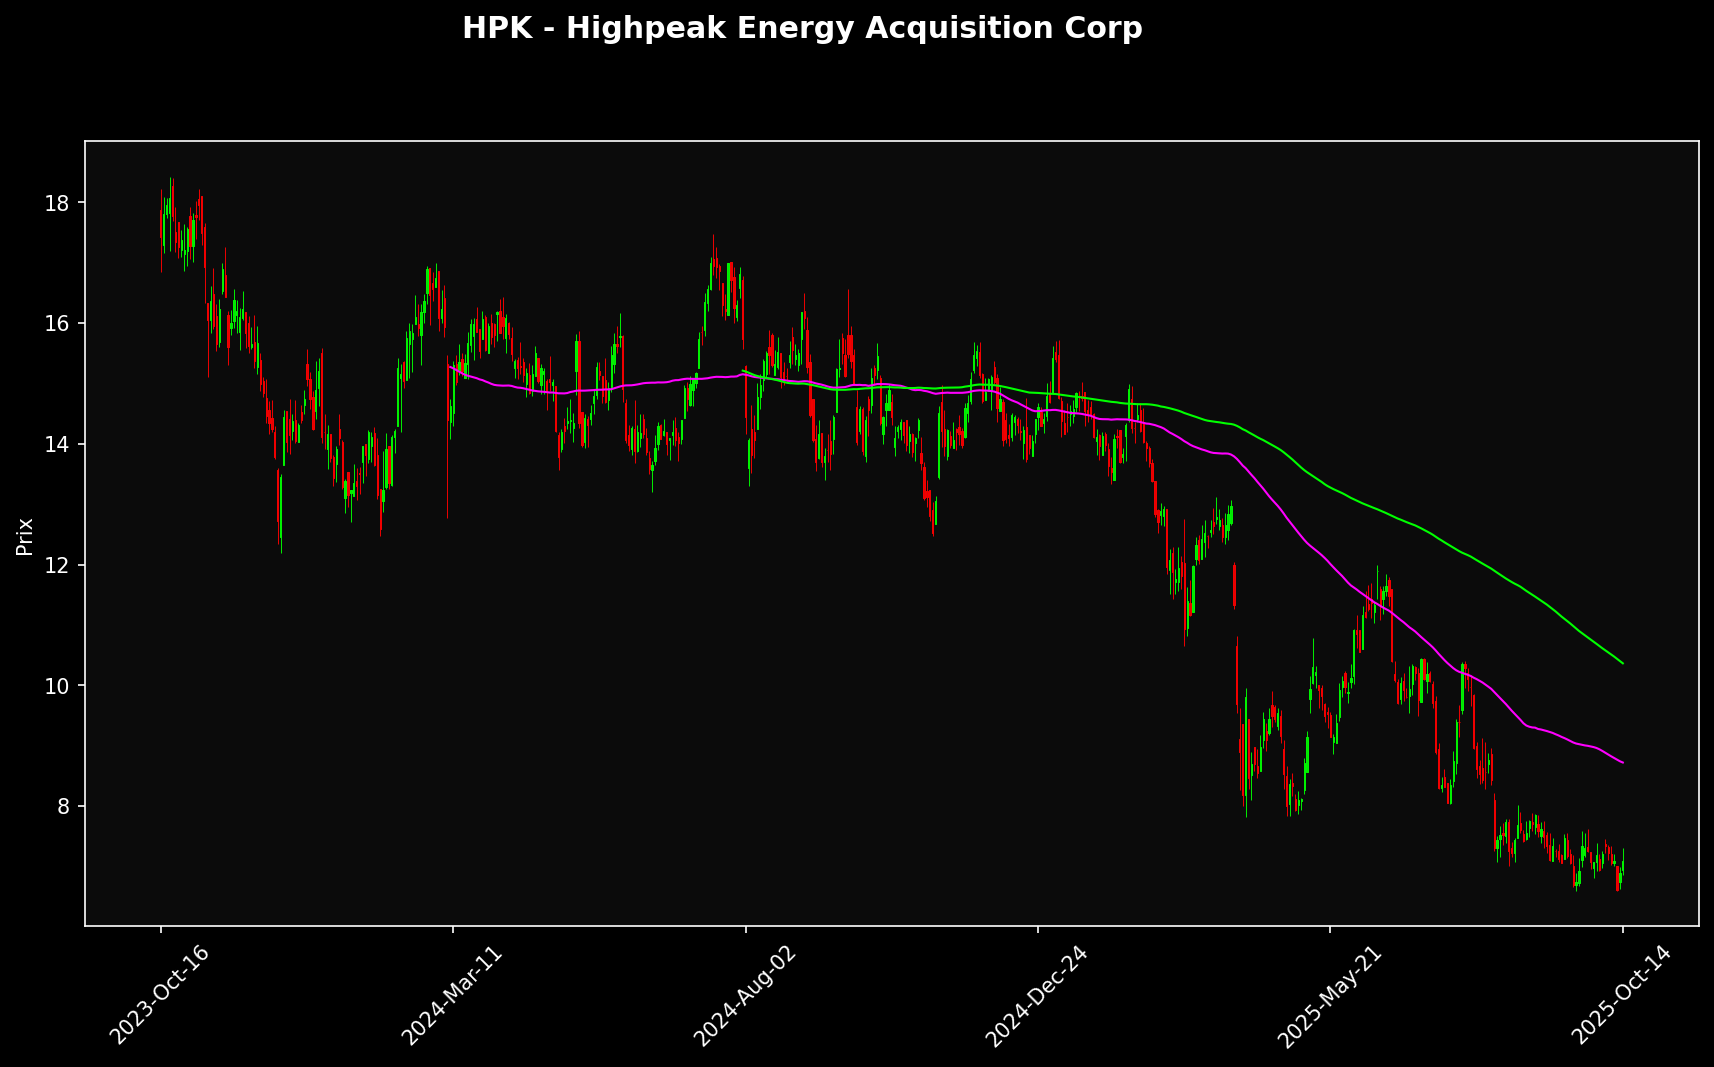 HPK - Highpeak Energy Acquisition Corp
Prix
18
16
14
12
10
8
2023-Oct-16
2024-Mar-11
2024-Aug-02
2024-Dec-24
2025-May-21
2025-Oct-14